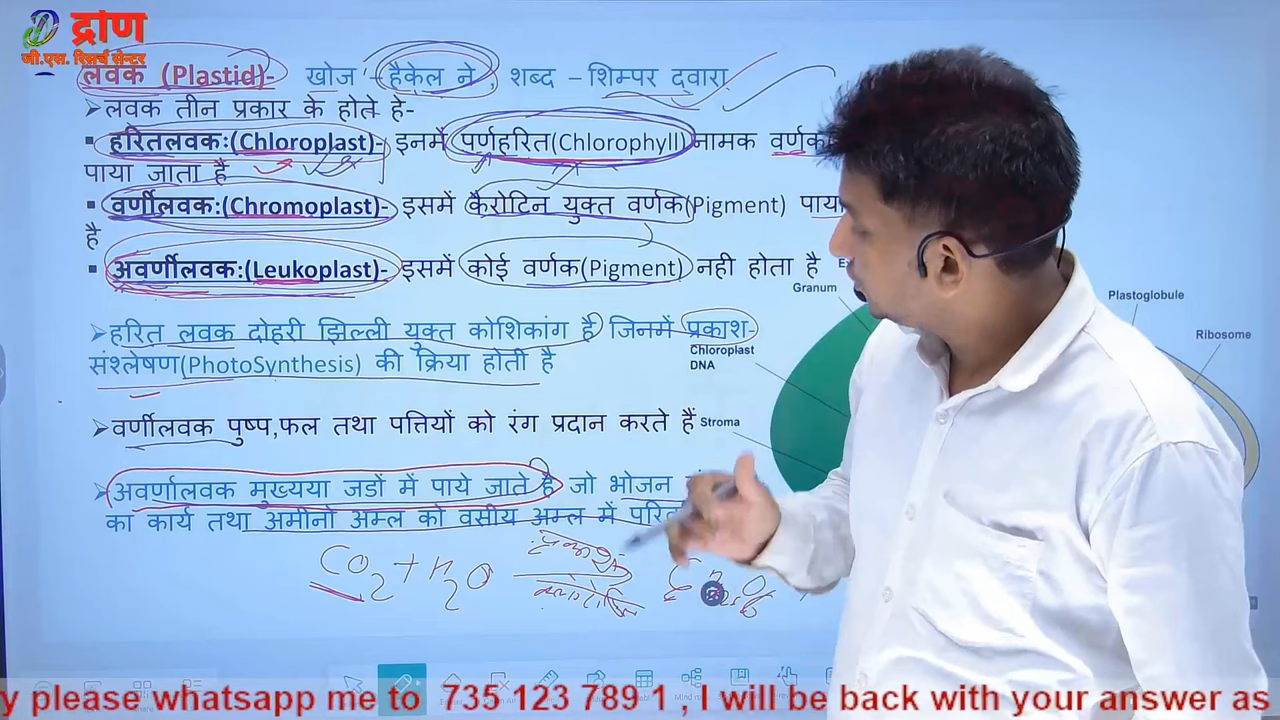 द्रोण
जी.एस. रिसर्च सेन्टर
लवक (Plastid)- खोज - हैकेल ने , शब्द – शिम्पर द्वारा
➢लवक तीन प्रकार के होते हे-
▪ हरितलवक:(Chloroplast)- इनमें पर्णहरित(Chlorophyll) नामक वर्णक
पाया जाता है
▪ वर्णीलवक:(Chromoplast)- इसमें कैरोटिन युक्त वर्णक(Pigment)
है
▪ अवर्णीलवक:(Leukoplast)- इसमें कोई वर्णक(Pigment) नही होता है
Granum
Plastoglobule
Ribosome
➢हरित लवक दोहरी झिल्ली युक्त कोशिकांग है जिनमें प्रकाश-
संश्लेषण(PhotoSynthesis) की क्रिया होती है
Chloroplast
DNA
➢वर्णीलवक पुष्प,फल तथा पत्तियों को रंग प्रदान करते हैं
Stroma
➢अवर्णालवक मुख्यया जडों में पाये जाते है जो भोजन
का कार्य तथा अमीनो अम्ल को वसीय अम्ल में
CO2 + H2O
y please whatsapp me to 735 123 789 1 , I will be back with your answer as